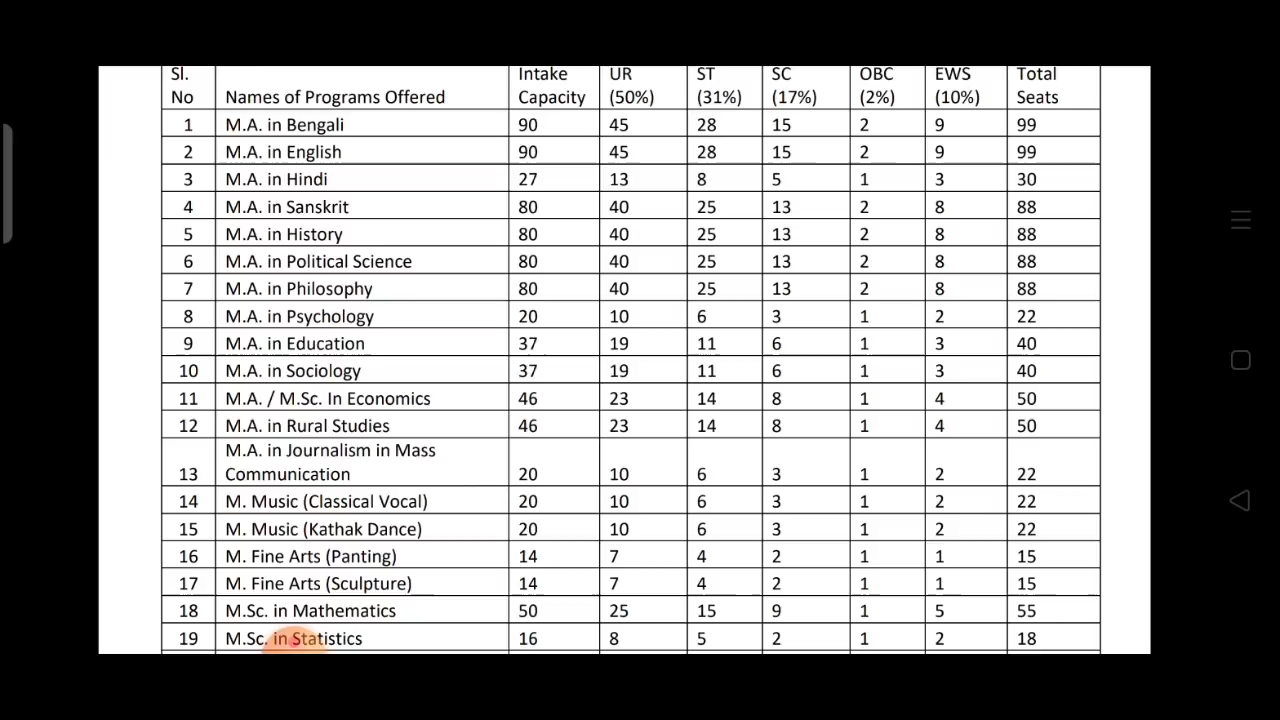 Sl. No Names of Programs Offered Intake Capacity UR (50%) ST (31%) SC (17%) OBC (2%) EWS (10%) Total Seats
1 M.A. in Bengali 90 45 28 15 2 9 99
2 M.A. in English 90 45 28 15 2 9 99
3 M.A. in Hindi 27 13 8 5 1 3 30
4 M.A. in Sanskrit 80 40 25 13 2 8 88
5 M.A. in History 80 40 25 13 2 8 88
6 M.A. in Political Science 80 40 25 13 2 8 88
7 M.A. in Philosophy 80 40 25 13 2 8 88
8 M.A. in Psychology 20 10 6 3 1 2 22
9 M.A. in Education 37 19 11 6 1 3 40
10 M.A. in Sociology 37 19 11 6 1 3 40
11 M.A. / M.Sc. In Economics 46 23 14 8 1 4 50
12 M.A. in Rural Studies 46 23 14 8 1 4 50
13 M.A. in Journalism in Mass Communication 20 10 6 3 1 2 22
14 M. Music (Classical Vocal) 20 10 6 3 1 2 22
15 M. Music (Kathak Dance) 20 10 6 3 1 2 22
16 M. Fine Arts (Panting) 14 7 4 2 1 1 15
17 M. Fine Arts (Sculpture) 14 7 4 2 1 1 15
18 M.Sc. in Mathematics 50 25 15 9 1 5 55
19 M.Sc. in Statistics 16 8 5 2 1 2 18